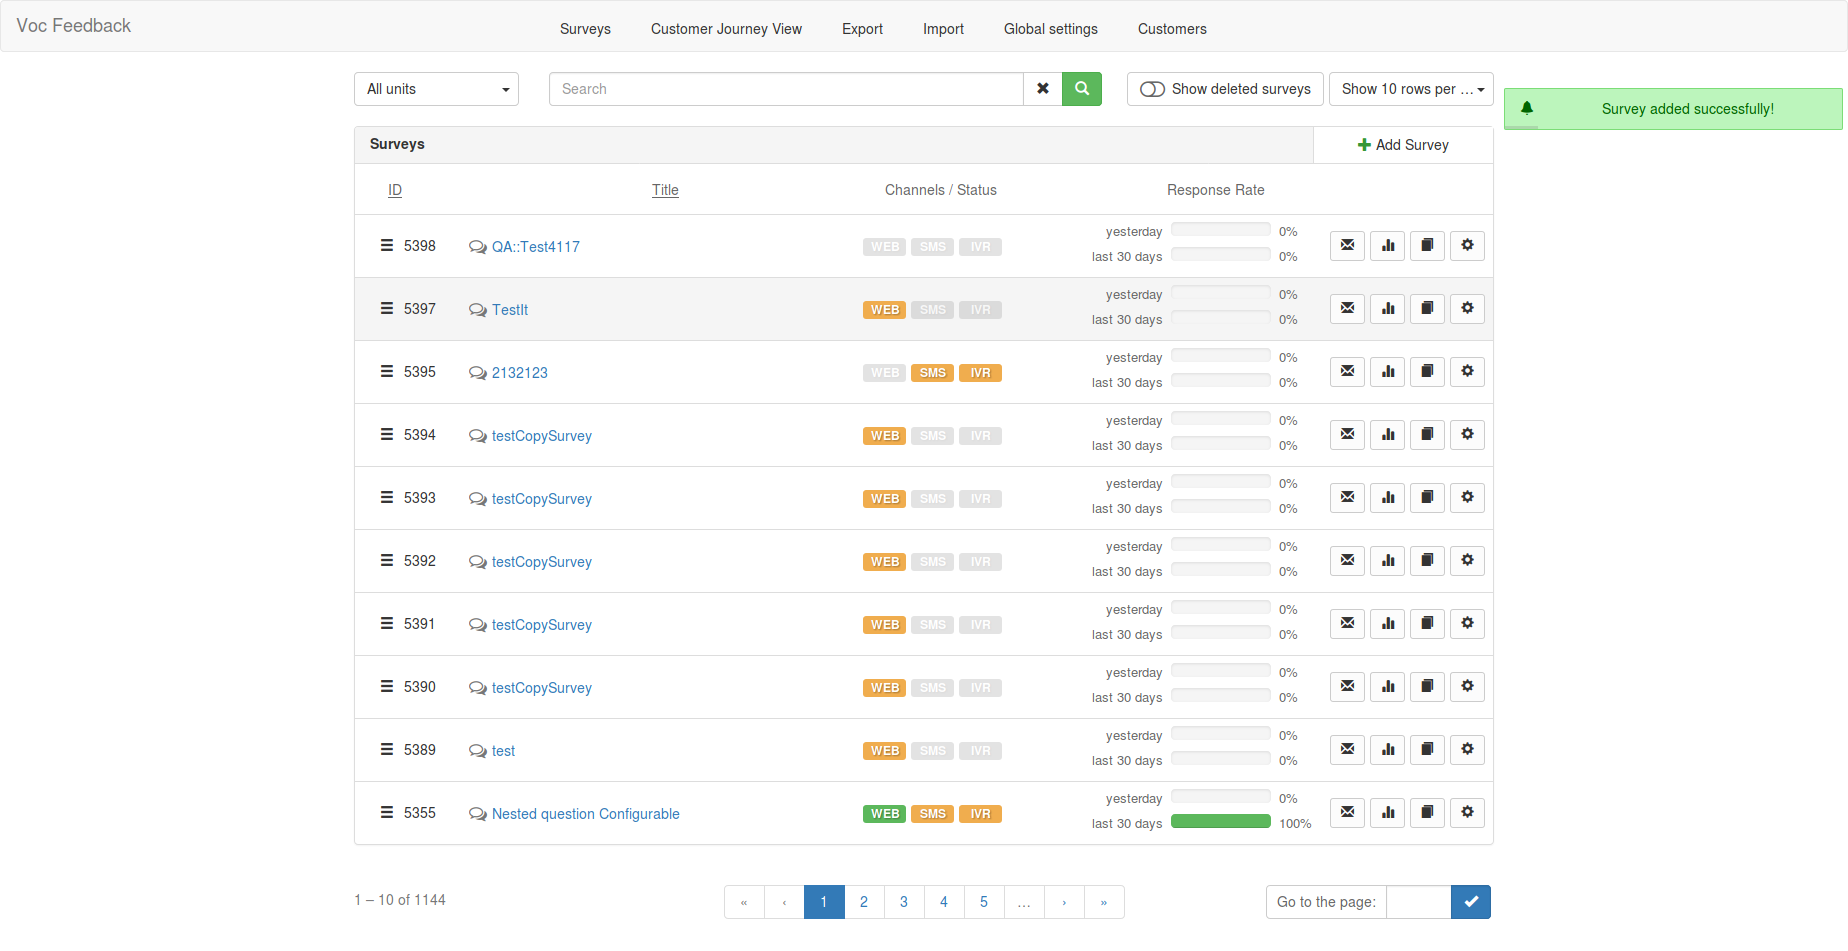 Voc Feedback Surveys Customer Journey View Export Import Global settings Customers
All units Search Show deleted surveys Show 10 rows per ...
Survey added successfully!
Surveys Add Survey
ID Title Channels / Status Response Rate
5398 QA::Test4117 WEB SMS IVR yesterday 0%
last 30 days 0%
5397 TestIt WEB SMS IVR yesterday 0%
last 30 days 0%
5395 2132123 WEB SMS IVR yesterday 0%
last 30 days 0%
5394 testCopySurvey WEB SMS IVR yesterday 0%
last 30 days 0%
5393 testCopySurvey WEB SMS IVR yesterday 0%
last 30 days 0%
5392 testCopySurvey WEB SMS IVR yesterday 0%
last 30 days 0%
5391 testCopySurvey WEB SMS IVR yesterday 0%
last 30 days 0%
5390 testCopySurvey WEB SMS IVR yesterday 0%
last 30 days 0%
5389 test WEB SMS IVR yesterday 0%
last 30 days 0%
5355 Nested question Configurable WEB SMS IVR yesterday 0%
last 30 days 100%
1 – 10 of 1144 « ‹ 1 2 3 4 5 ... › » Go to the page: